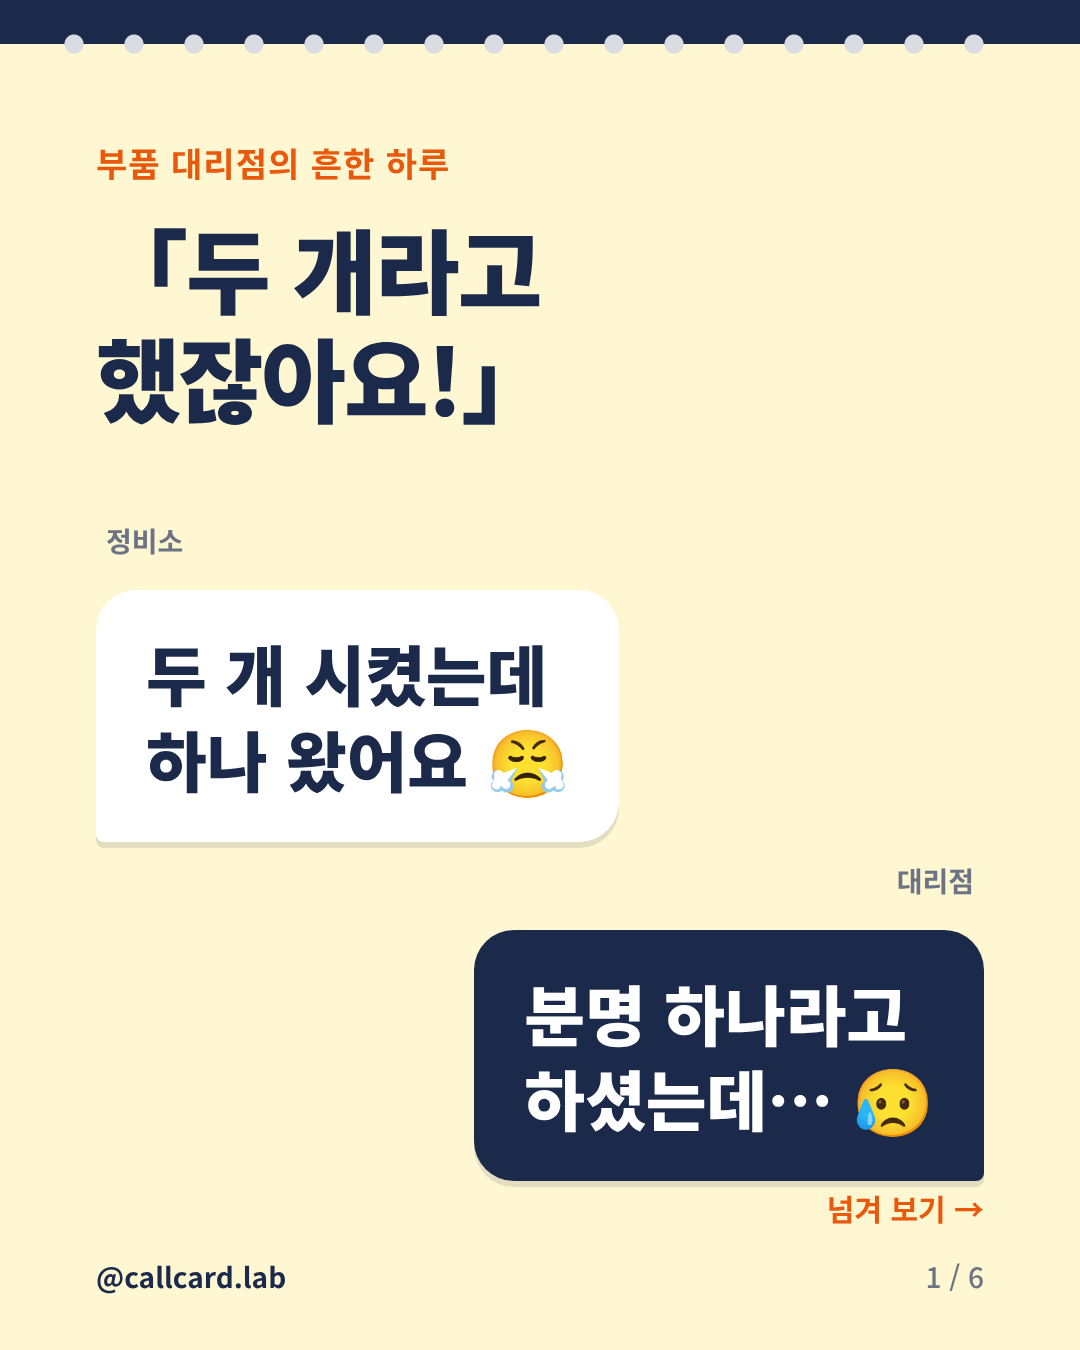 부품 대리점의 흔한 하루
「두 개라고
했잖아요!」
정비소
두 개 시켰는데
하나 왔어요 😤
대리점
분명 하나라고
하셨는데… 😥
넘겨 보기 →
@callcard.lab
1 / 6